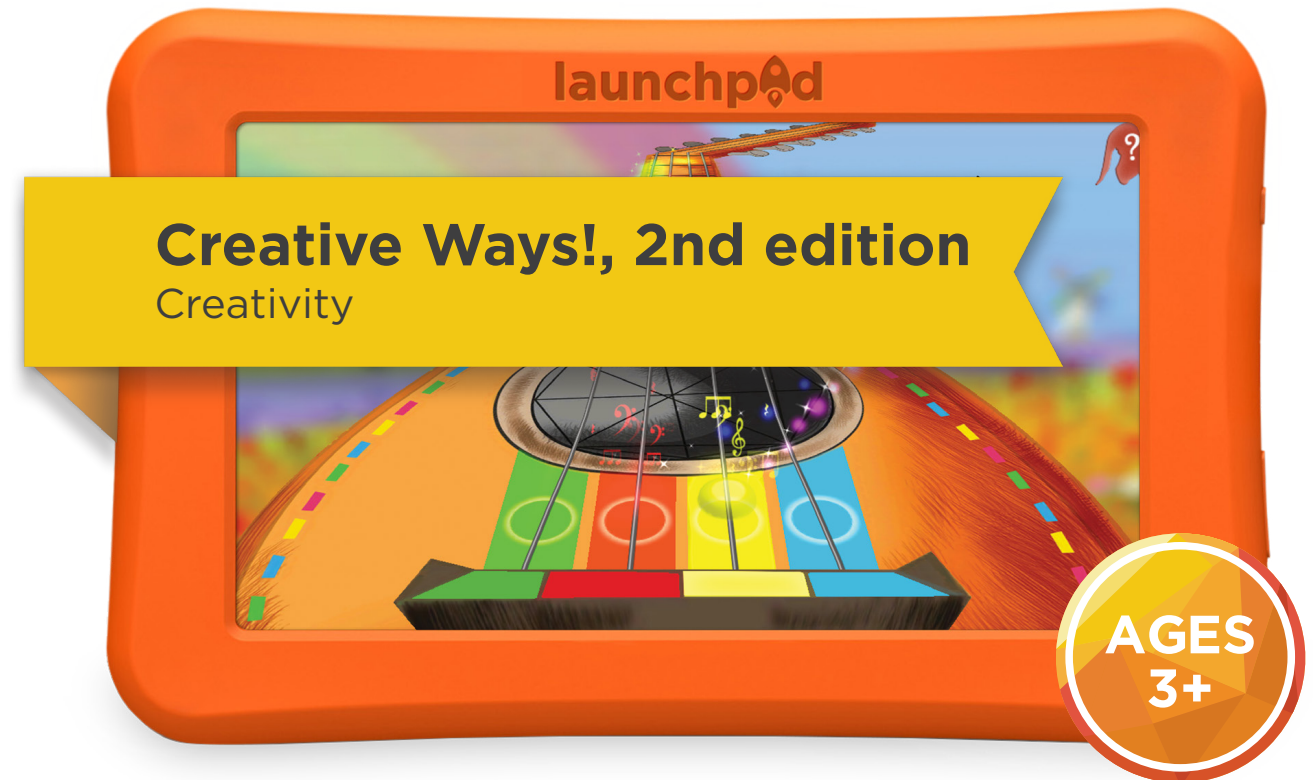 launchpad
Creative Ways!, 2nd edition
Creativity
?
AGES
3+